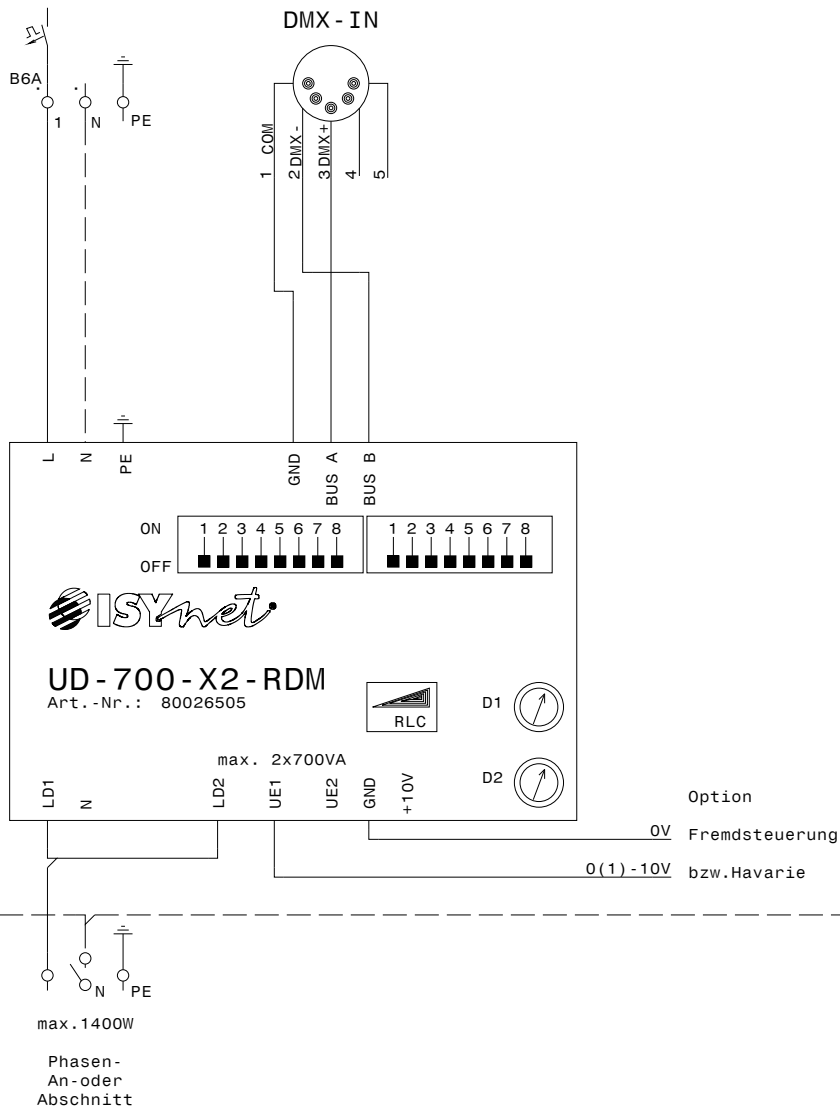 DMX-IN
B6A
1
N
PE
1 COM
2 DMX-
3 DMX+
4
5
L
N
PE
GND
BUS A
BUS B
ON
1 2 3 4 5 6 7 8
1 2 3 4 5 6 7 8
OFF
ISYnet
UD-700-X2-RDM
Art.-Nr.: 80026505
RLC
D1
max. 2x700VA
D2
LD1
N
LD2
UE1
UE2
GND
+10V
Option
0V Fremdsteuerung
0(1)-10V bzw.Havarie
N
PE
max.1400W
Phasen-
An-oder
Abschnitt